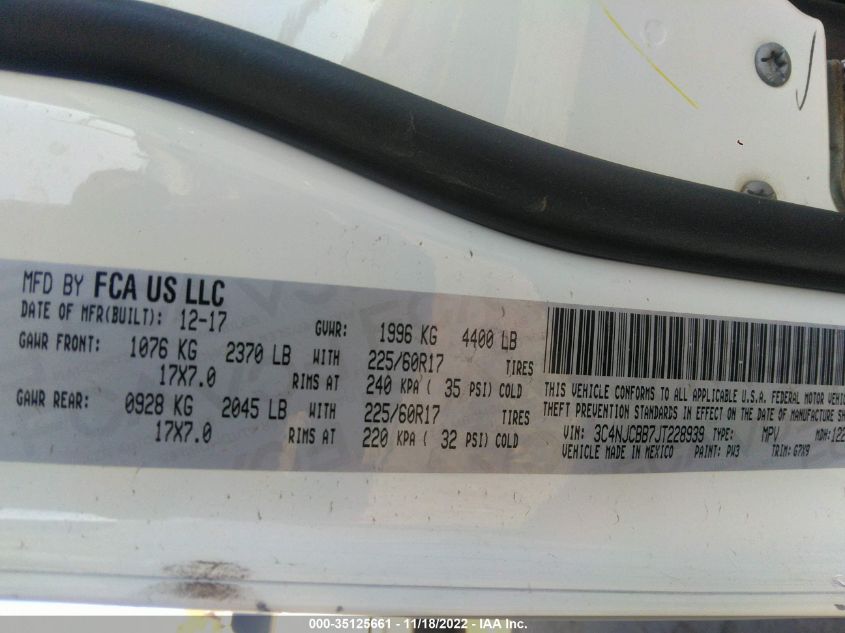 MFD BY FCA US LLC
DATE OF MFR(BUILT): 12-17 GVWR: 1996 KG 4400 LB
GAWR FRONT: 1076 KG 2370 LB WITH 225/60R17 TIRES
17X7.0 RIMS AT 240 KPA ( 35 PSI) COLD
GAWR REAR: 0928 KG 2045 LB WITH 225/60R17 TIRES
17X7.0 RIMS AT 220 KPA ( 32 PSI) COLD
THIS VEHICLE CONFORMS TO ALL APPLICABLE U.S.A. FEDERAL MOTOR VEHIC
THEFT PREVENTION STANDARDS IN EFFECT ON THE DATE OF MANUFACTURE SH
VIN: 3C4NJCBB7JT228939 TYPE: MPV MDH: 122
VEHICLE MADE IN MEXICO PAINT: PW3 TRIM: G7X9
000-35125661 - 11/18/2022 - IAA Inc.